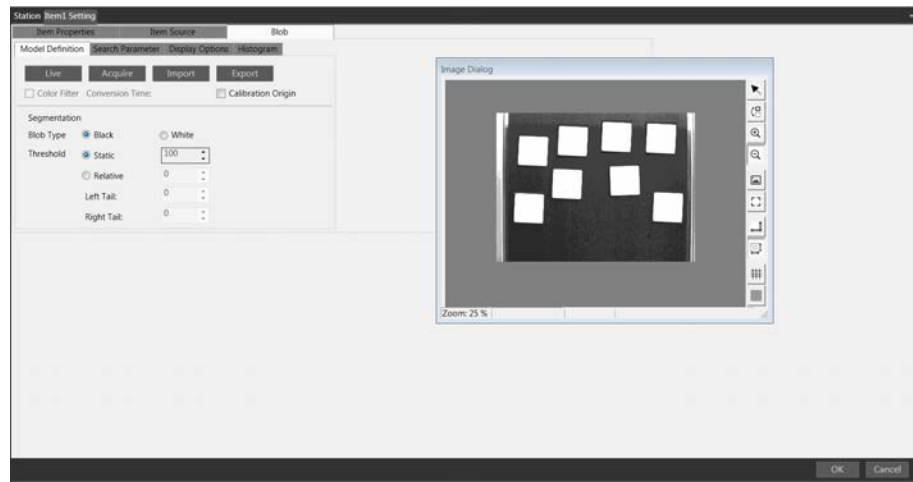 Station Item1 Setting
Item Properties Item Source Blob
Model Definition Search Parameter Display Options Histogram
Live Acquire Import Export
Color Filter Conversion Time: Calibration Origin
Segmentation
Blob Type Black White
Threshold Static 100
Relative 0
Left Tail: 0
Right Tail: 0
Image Dialog
Zoom: 25 %
OK Cancel